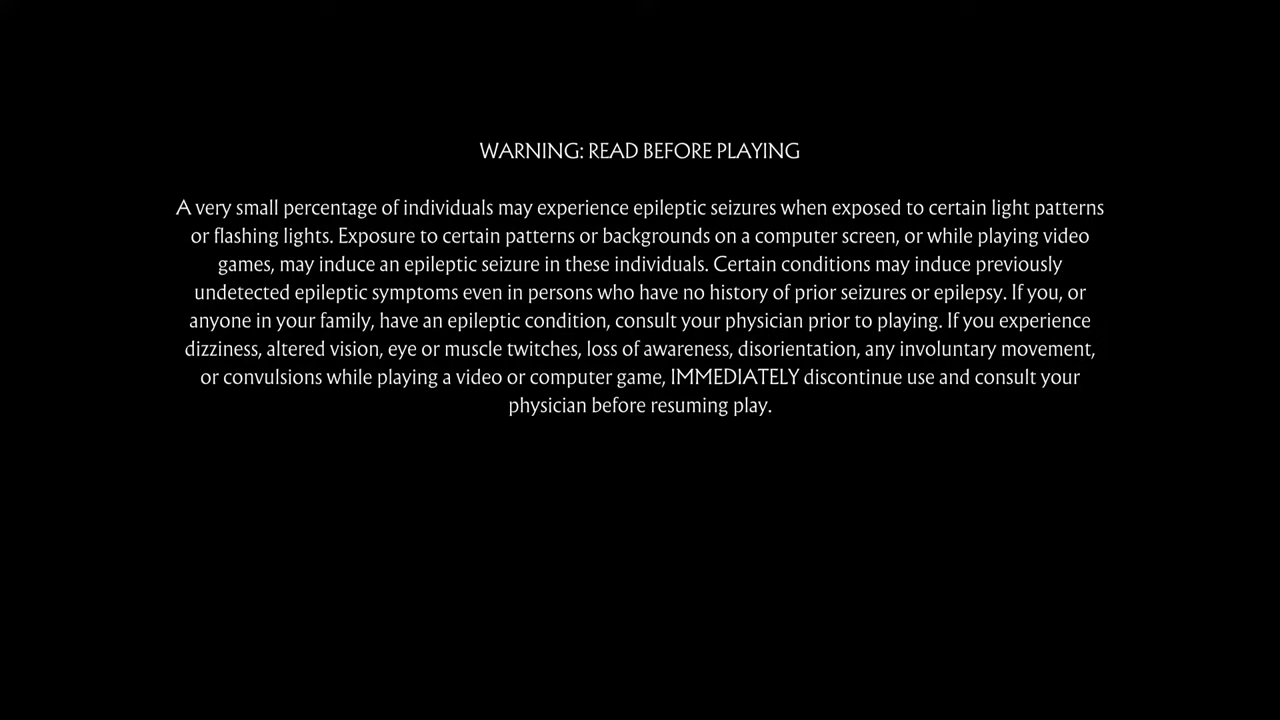 WARNING: READ BEFORE PLAYING
A very small percentage of individuals may experience epileptic seizures when exposed to certain light patterns
or flashing lights. Exposure to certain patterns or backgrounds on a computer screen, or while playing video
games, may induce an epileptic seizure in these individuals. Certain conditions may induce previously
undetected epileptic symptoms even in persons who have no history of prior seizures or epilepsy. If you, or
anyone in your family, have an epileptic condition, consult your physician prior to playing. If you experience
dizziness, altered vision, eye or muscle twitches, loss of awareness, disorientation, any involuntary movement,
or convulsions while playing a video or computer game, IMMEDIATELY discontinue use and consult your
physician before resuming play.